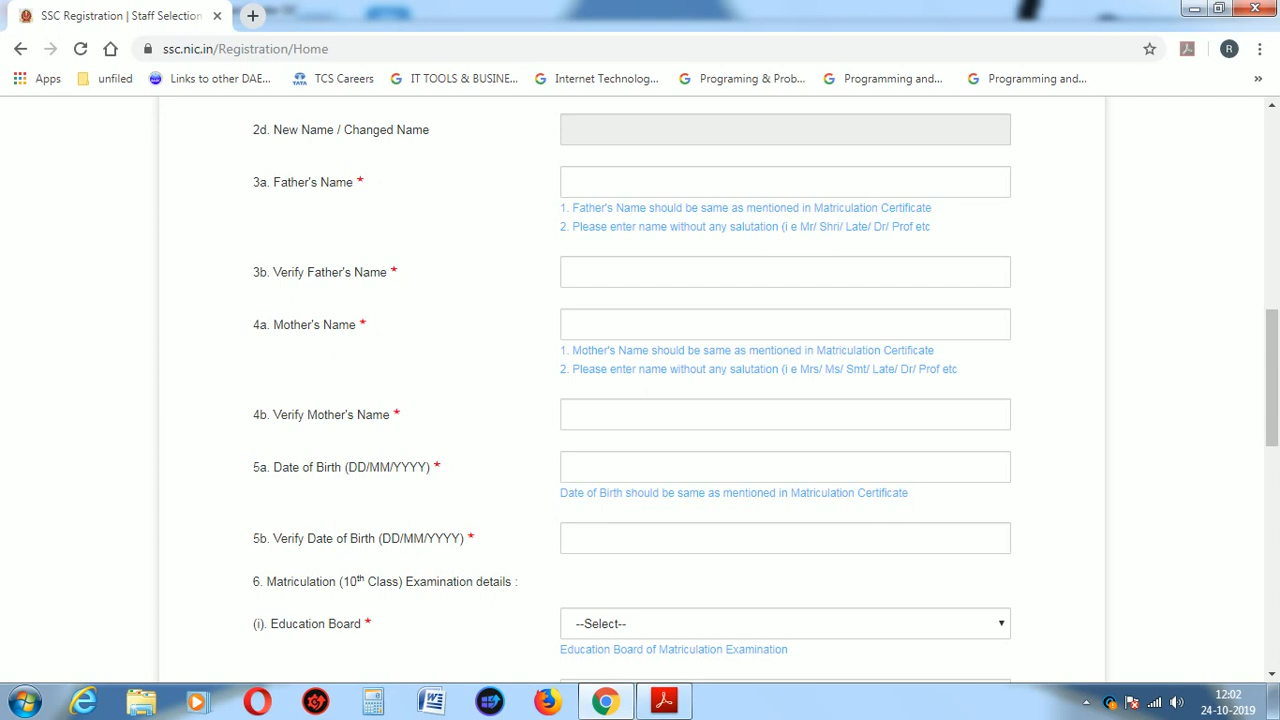 SSC Registration | Staff Selection
ssc.nic.in/Registration/Home
R
Apps
unfiled
Links to other DAE...
TATA
TCS Careers
IT TOOLS & BUSINE...
Internet Technolog...
Programing & Prob...
Programming and...
Programming and...
2d. New Name / Changed Name
3a. Father's Name *
1. Father's Name should be same as mentioned in Matriculation Certificate
2. Please enter name without any salutation (i e Mr/ Shri/ Late/ Dr/ Prof etc
3b. Verify Father's Name *
4a. Mother's Name *
1. Mother's Name should be same as mentioned in Matriculation Certificate
2. Please enter name without any salutation (i e Mrs/ Ms/ Smt/ Late/ Dr/ Prof etc
4b. Verify Mother's Name *
5a. Date of Birth (DD/MM/YYYY) *
Date of Birth should be same as mentioned in Matriculation Certificate
5b. Verify Date of Birth (DD/MM/YYYY) *
6. Matriculation (10th Class) Examination details :
(i). Education Board *
--Select--
Education Board of Matriculation Examination
12:02
24-10-2019